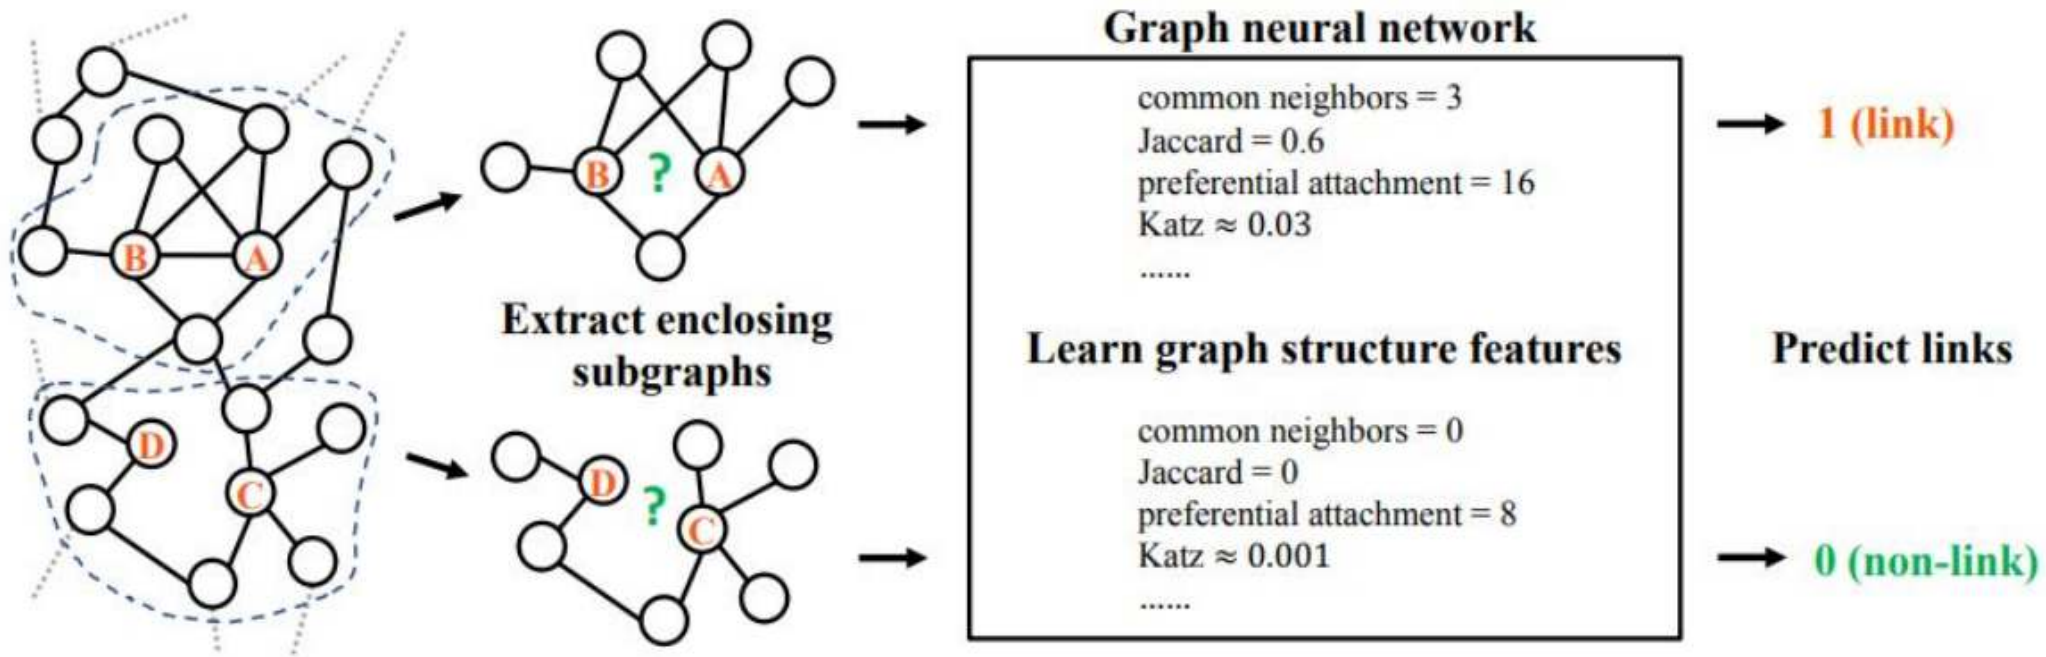 Graph neural network
B
A
D
C
B
?
A
Extract enclosing
subgraphs
D
?
C
common neighbors = 3
Jaccard = 0.6
preferential attachment = 16
Katz ≈ 0.03
......
Learn graph structure features
common neighbors = 0
Jaccard = 0
preferential attachment = 8
Katz ≈ 0.001
......
1 (link)
Predict links
0 (non-link)